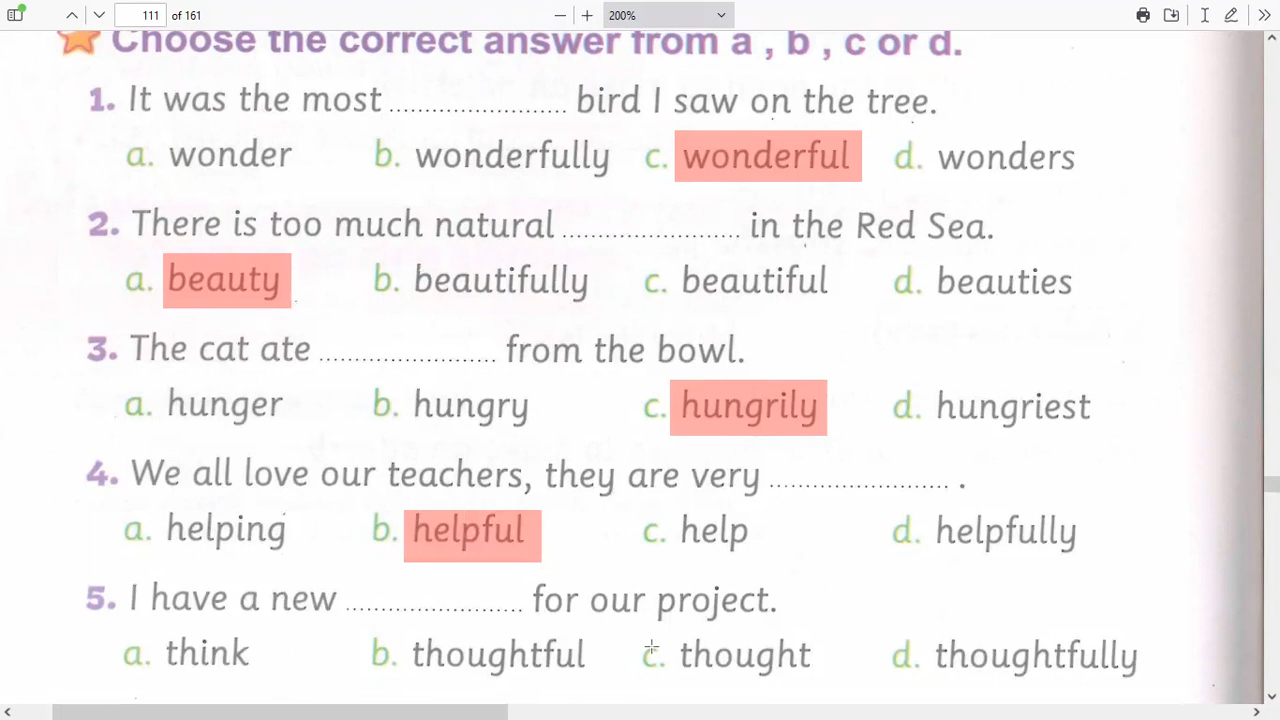 111 of 161
200%
Choose the correct answer from a , b , c or d.
1. It was the most .................... bird I saw on the tree.
a. wonder b. wonderfully c. wonderful d. wonders
2. There is too much natural .................... in the Red Sea.
a. beauty b. beautifully c. beautiful d. beauties
3. The cat ate .................... from the bowl.
a. hunger b. hungry c. hungrily d. hungriest
4. We all love our teachers, they are very .................... .
a. helping b. helpful c. help d. helpfully
5. I have a new .................... for our project.
a. think b. thoughtful c. thought d. thoughtfully